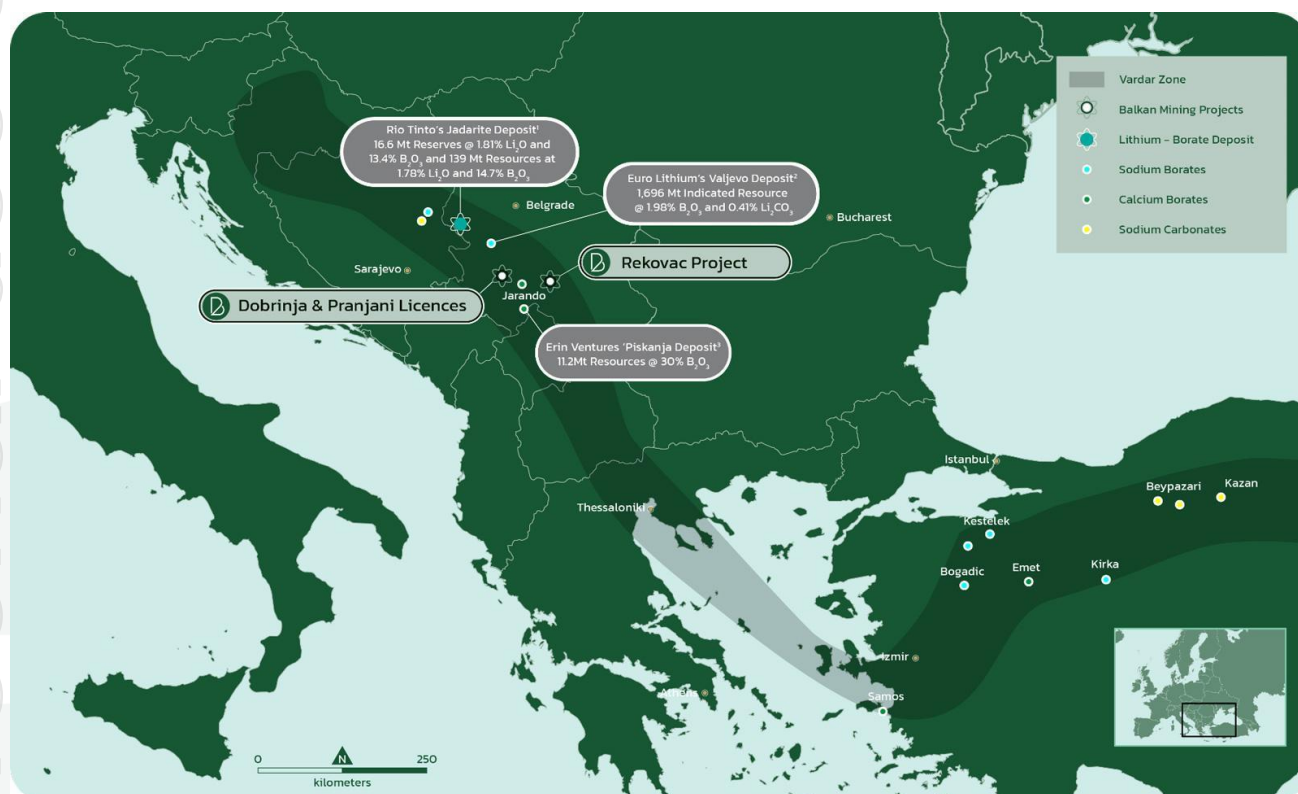 Vardar Zone
Balkan Mining Projects
Lithium - Borate Deposit
Sodium Borates
Calcium Borates
Sodium Carbonates
Rio Tinto's Jadarite Deposit¹
16.6 Mt Reserves @ 1.81% Li₂O and
13.4% B₂O₃ and 139 Mt Resources at
1.78% Li₂O and 14.7% B₂O₃
Euro Lithium's Valjevo Deposit²
1,696 Mt Indicated Resource
@ 1.98% B₂O₃ and 0.41% Li₂CO₃
Belgrade
Bucharest
Sarajevo
Rekovac Project
Dobrinja & Pranjani Licences
Jarando
Erin Ventures 'Piskanja Deposit³
11.2Mt Resources @ 30% B₂O₃
Istanbul
Thessaloniki
Beypazari
Kazan
Kestelek
Bogadic
Emet
Kirka
Izmir
Samos
Athens
0
N
250
kilometers